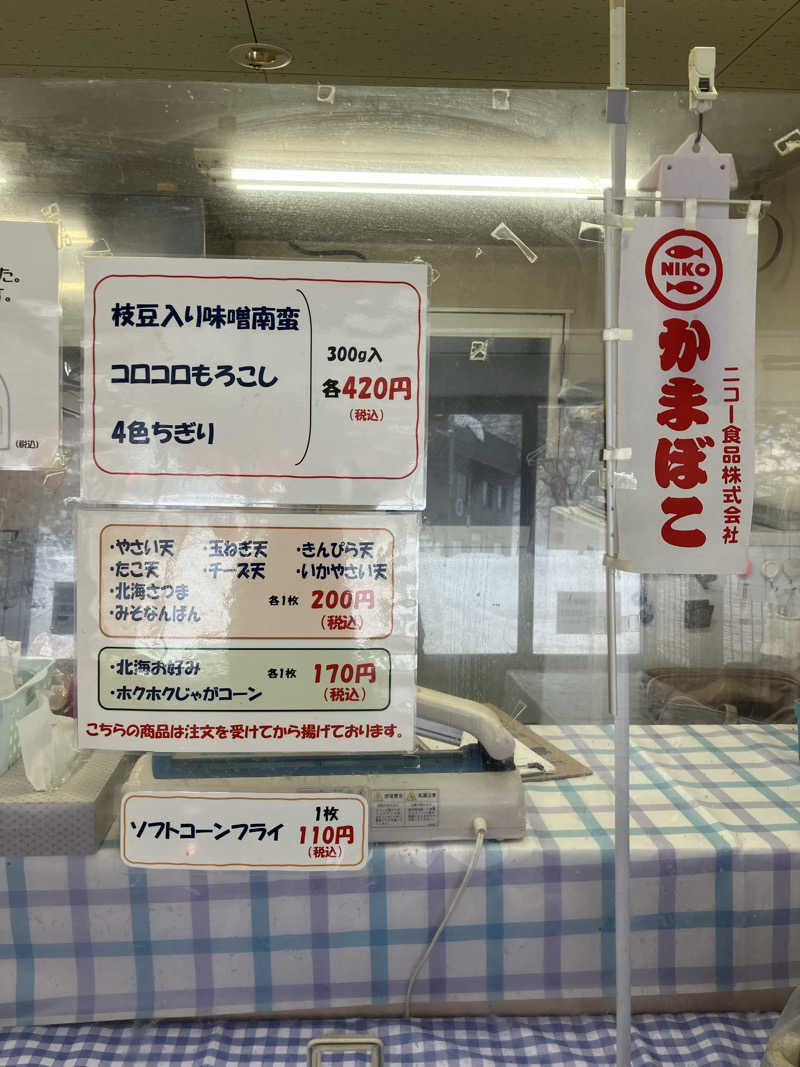 た。
す。
(税込)
枝豆入り味噌南蛮
コロコロもろこし
4色ちぎり
300g入
各420円
(税込)
・やさい天 ・玉ねぎ天 ・きんぴら天
・たこ天 ・チーズ天 ・いかやさい天
・北海さつま
・みそなんばん
各1枚 200円
(税込)
・北海お好み
・ホクホクじゃがコーン
各1枚 170円
(税込)
こちらの商品は注文を受けてから揚げております。
ソフトコーンフライ
1枚
110円
(税込)
NIKO
かまぼこ
ニコー食品株式会社